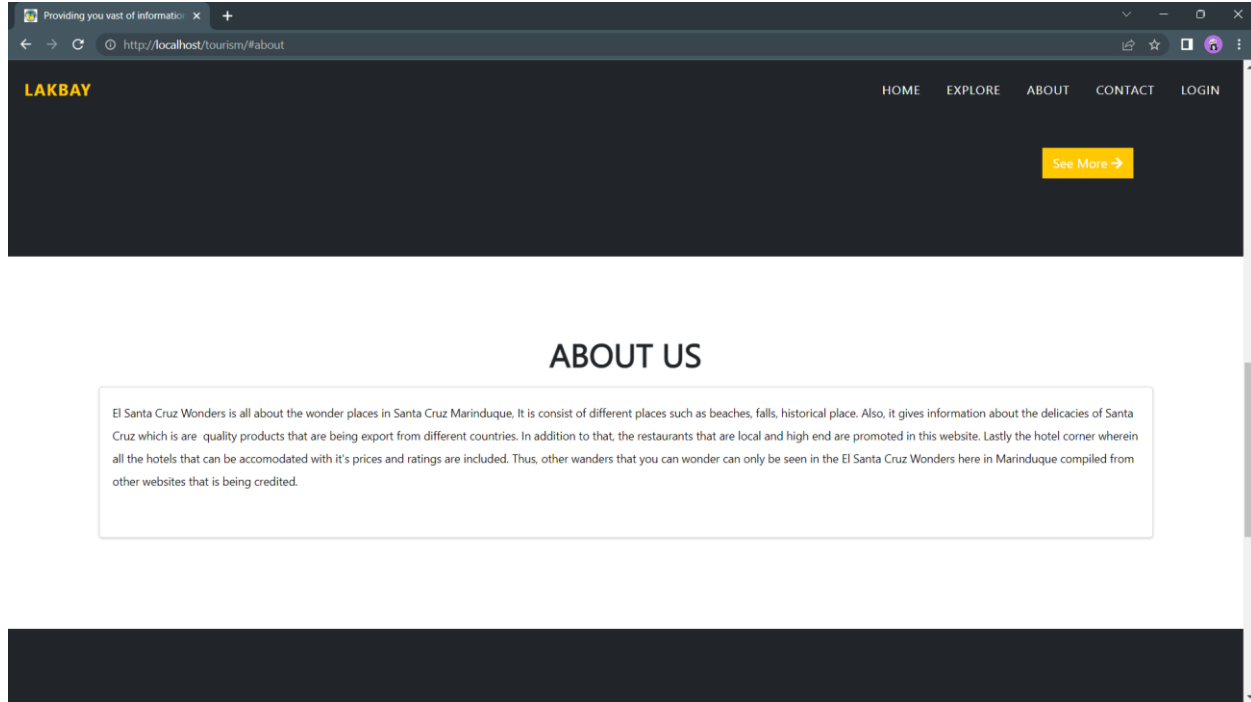 Providing you vast of information
http://localhost/tourism/#about
LAKBAY
HOME EXPLORE ABOUT CONTACT LOGIN
See More →
ABOUT US
El Santa Cruz Wonders is all about the wonder places in Santa Cruz Marinduque, It is consist of different places such as beaches, falls, historical place. Also, it gives information about the delicacies of Santa
Cruz which is are  quality products that are being export from different countries. In addition to that, the restaurants that are local and high end are promoted in this website. Lastly the hotel corner wherein
all the hotels that can be accomodated with it's prices and ratings are included. Thus, other wanders that you can wonder can only be seen in the El Santa Cruz Wonders here in Marinduque compiled from
other websites that is being credited.